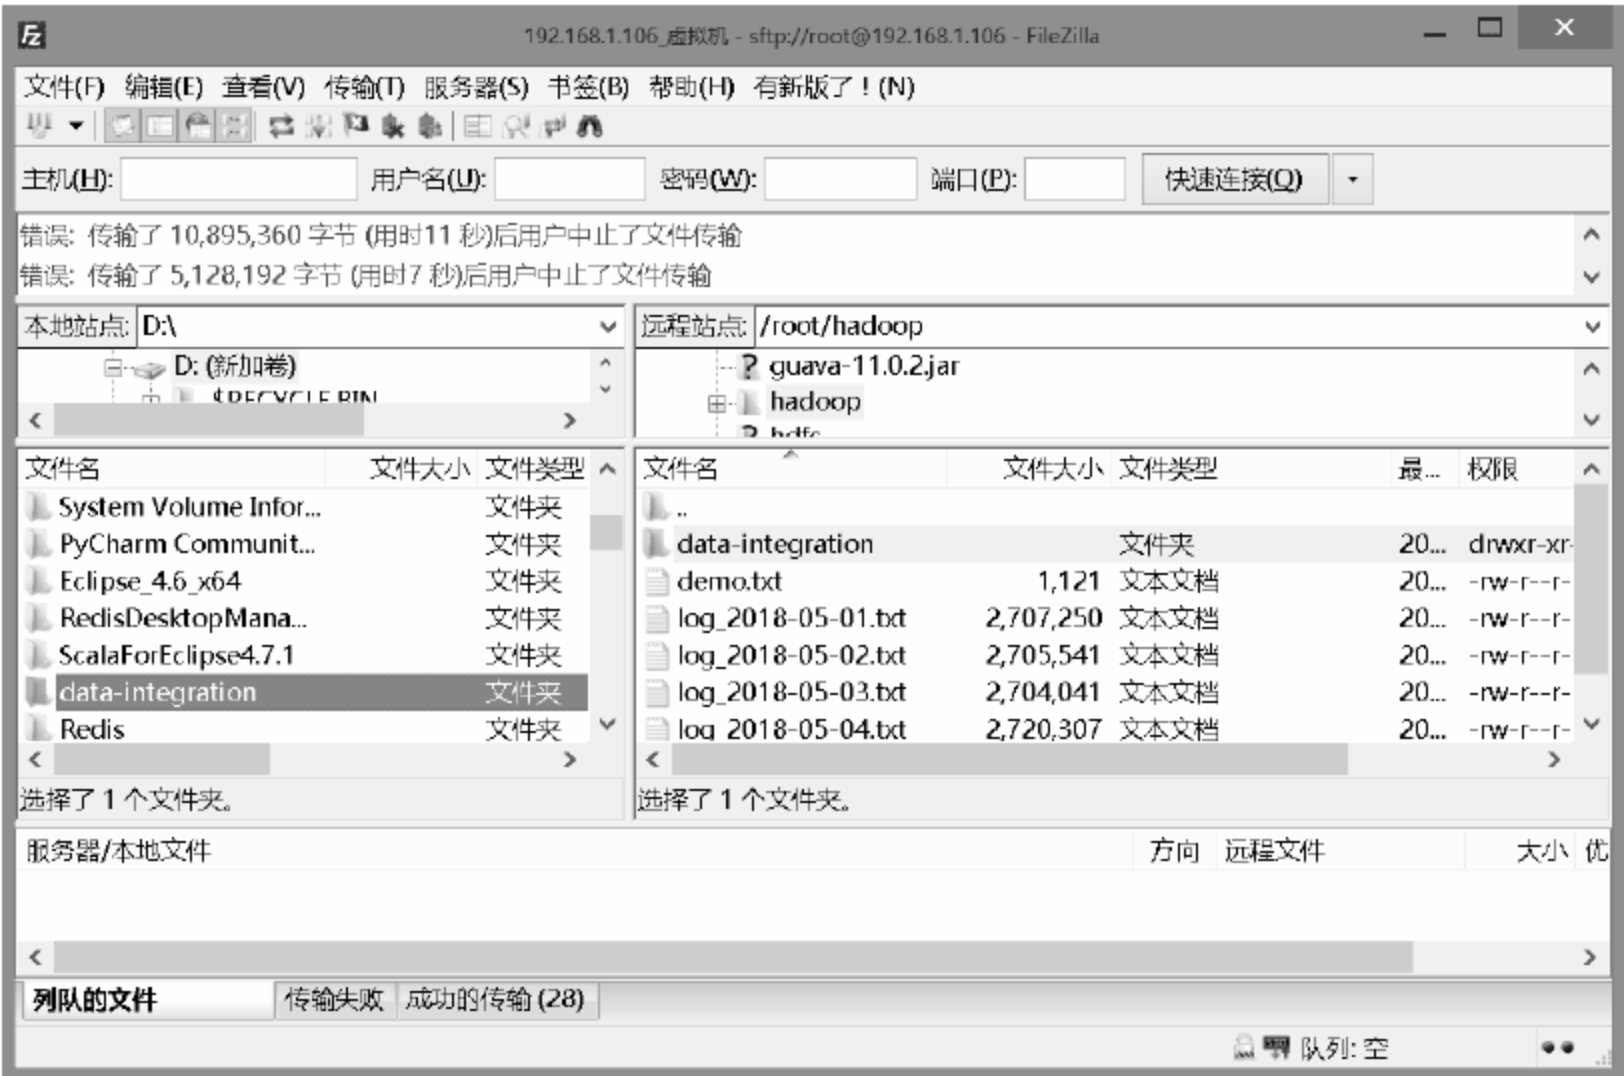 192.168.1.106_虚拟机 - sftp://root@192.168.1.106 - FileZilla
文件(F) 编辑(E) 查看(V) 传输(T) 服务器(S) 书签(B) 帮助(H) 有新版了！(N)
主机(H): 用户名(U): 密码(W): 端口(P): 快速连接(Q)
错误: 传输了 10,895,360 字节 (用时11 秒)后用户中止了文件传输
错误: 传输了 5,128,192 字节 (用时7 秒)后用户中止了文件传输
本地站点: D:\
D: (新加卷)
$RECYCLE.BIN
远程站点: /root/hadoop
guava-11.0.2.jar
hadoop
hdfs
文件名 文件大小 文件类型
System Volume Infor... 文件夹
PyCharm Communit... 文件夹
Eclipse_4.6_x64 文件夹
RedisDesktopMana... 文件夹
ScalaForEclipse4.7.1 文件夹
data-integration 文件夹
Redis 文件夹
选择了 1 个文件夹。
文件名 文件大小 文件类型 最... 权限
..
data-integration 文件夹 20... drwxr-xr-
demo.txt 1,121 文本文档 20... -rw-r--r-
log_2018-05-01.txt 2,707,250 文本文档 20... -rw-r--r-
log_2018-05-02.txt 2,705,541 文本文档 20... -rw-r--r-
log_2018-05-03.txt 2,704,041 文本文档 20... -rw-r--r-
log_2018-05-04.txt 2,720,307 文本文档 20... -rw-r--r-
选择了 1 个文件夹。
服务器/本地文件 方向 远程文件 大小 优
列队的文件 传输失败 成功的传输 (28)
队列: 空